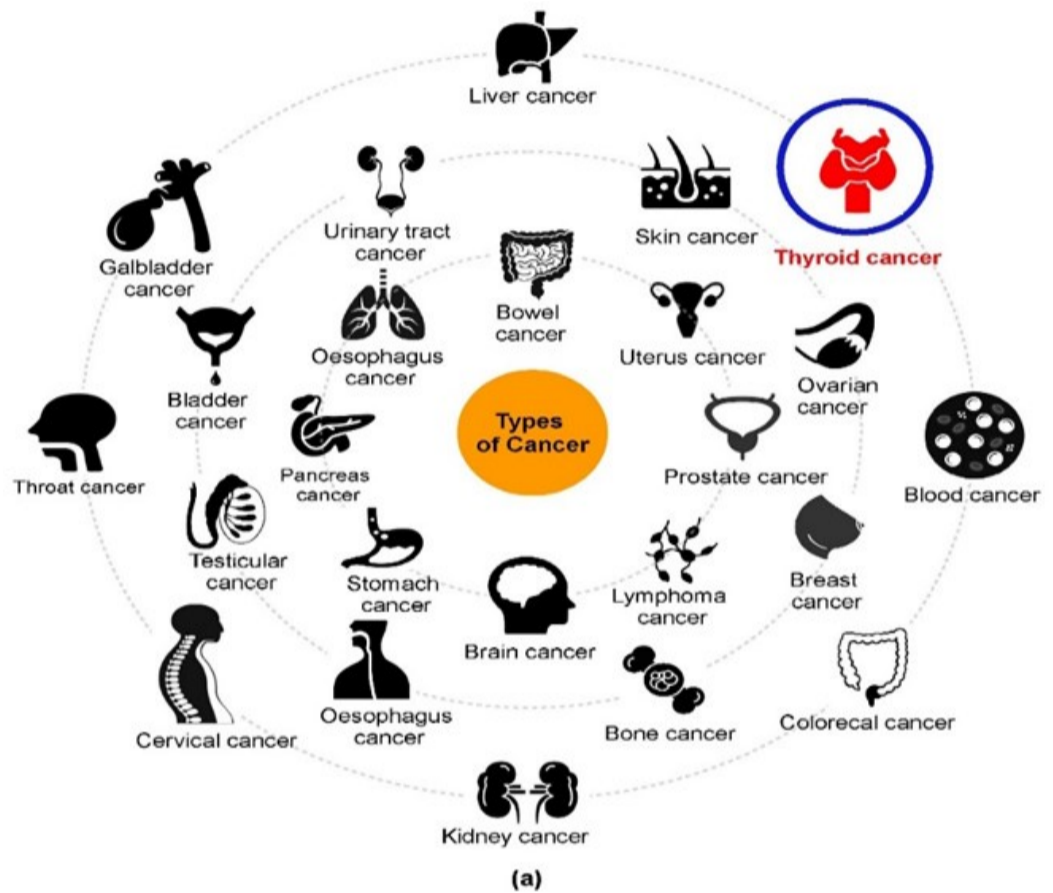 Liver cancer
Thyroid cancer
Urinary tract
cancer
Skin cancer
Galbladder
cancer
Bowel
cancer
Oesophagus
cancer
Uterus cancer
Ovarian
cancer
Bladder
cancer
Types
of Cancer
Throat cancer
Pancreas
cancer
Prostate cancer
Blood cancer
Testicular
cancer
Stomach
cancer
Lymphoma
cancer
Breast
cancer
Brain cancer
Cervical cancer
Oesophagus
cancer
Bone cancer
Colorecal cancer
Kidney cancer
(a)